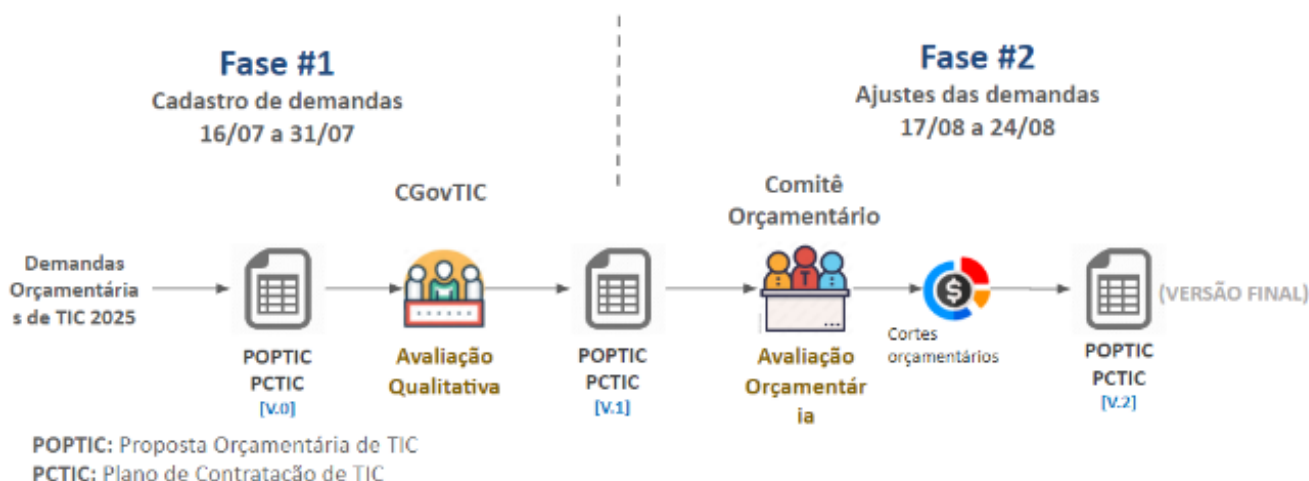 Fase #1
Cadastro de demandas
16/07 a 31/07
Fase #2
Ajustes das demandas
17/08 a 24/08
CGovTIC
Comitê
Orçamentário
Demandas
Orçamentária
s de TIC 2025
POPTIC
PCTIC
[V.0]
Avaliação
Qualitativa
POPTIC
PCTIC
[V.1]
T
Avaliação
Orçamentár
ia
$
Cortes
orçamentários
POPTIC
PCTIC
[V.2]
(VERSÃO FINAL)
POPTIC: Proposta Orçamentária de TIC
PCTIC: Plano de Contratação de TIC